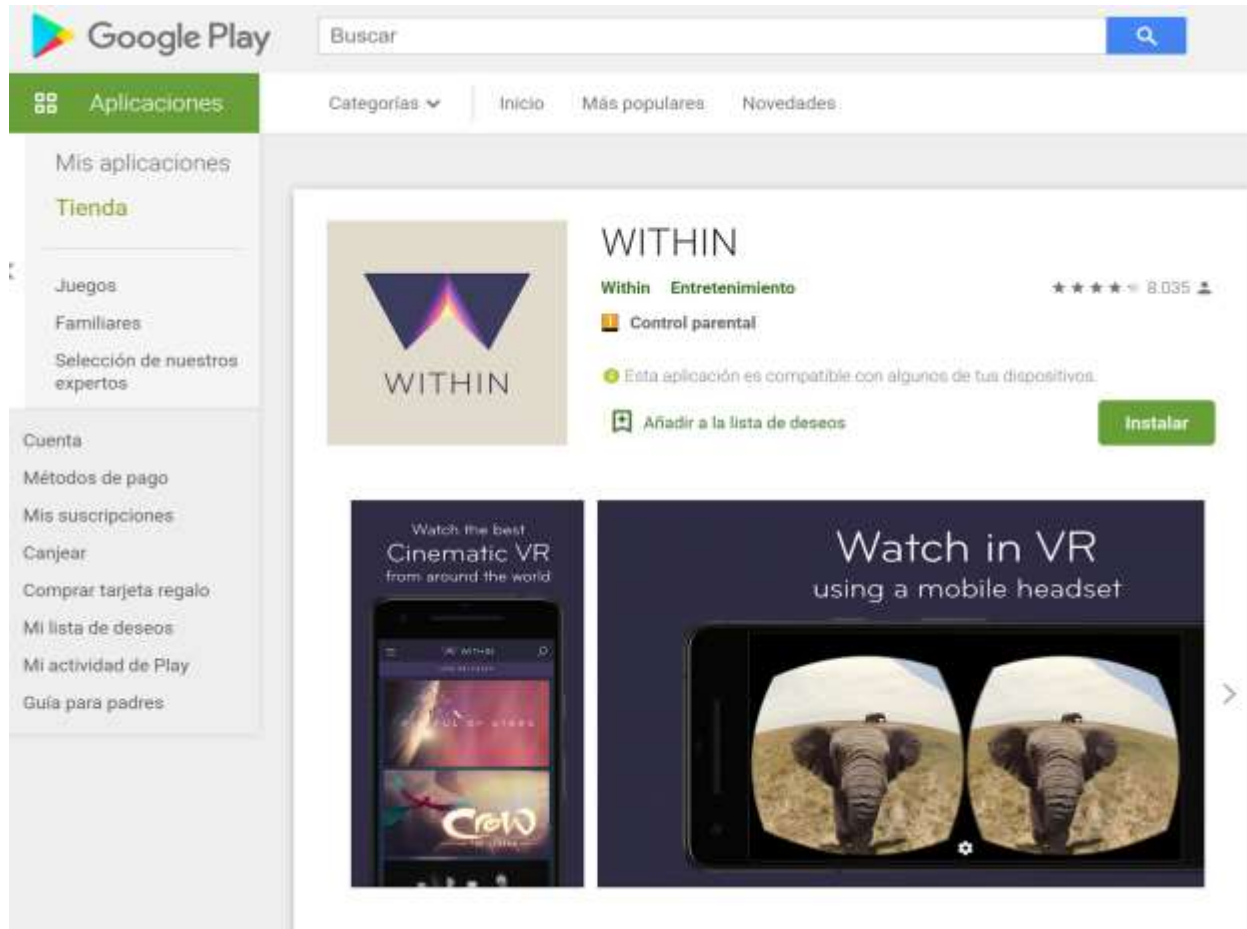 Google Play
Buscar
Aplicaciones
Categorías
Inicio
Más populares
Novedades
Mis aplicaciones
Tienda
Juegos
Familiares
Selección de nuestros
expertos
Cuenta
Métodos de pago
Mis suscripciones
Canjear
Comprar tarjeta regalo
Mi lista de deseos
Mi actividad de Play
Guía para padres
WITHIN
WITHIN
Within Entretenimiento
8.035
Control parental
Esta aplicación es compatible con algunos de tus dispositivos.
Añadir a la lista de deseos
Instalar
Watch the best
Cinematic VR
from around the world
WITHIN
OF STARS
CROW
Watch in VR
using a mobile headset